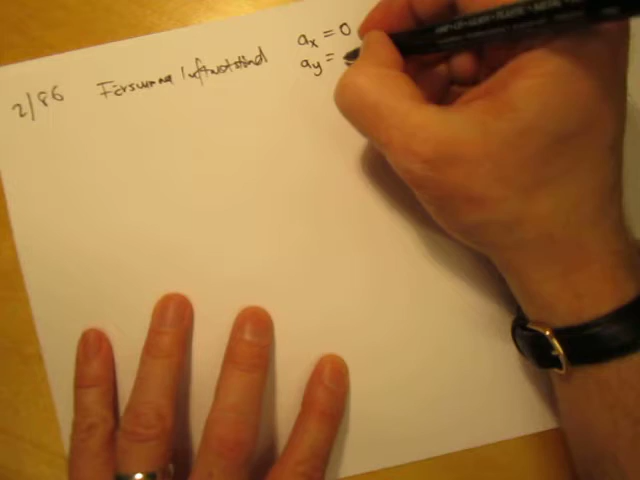 2/86 Försumma luftmotstånd
ax = 0
ay =